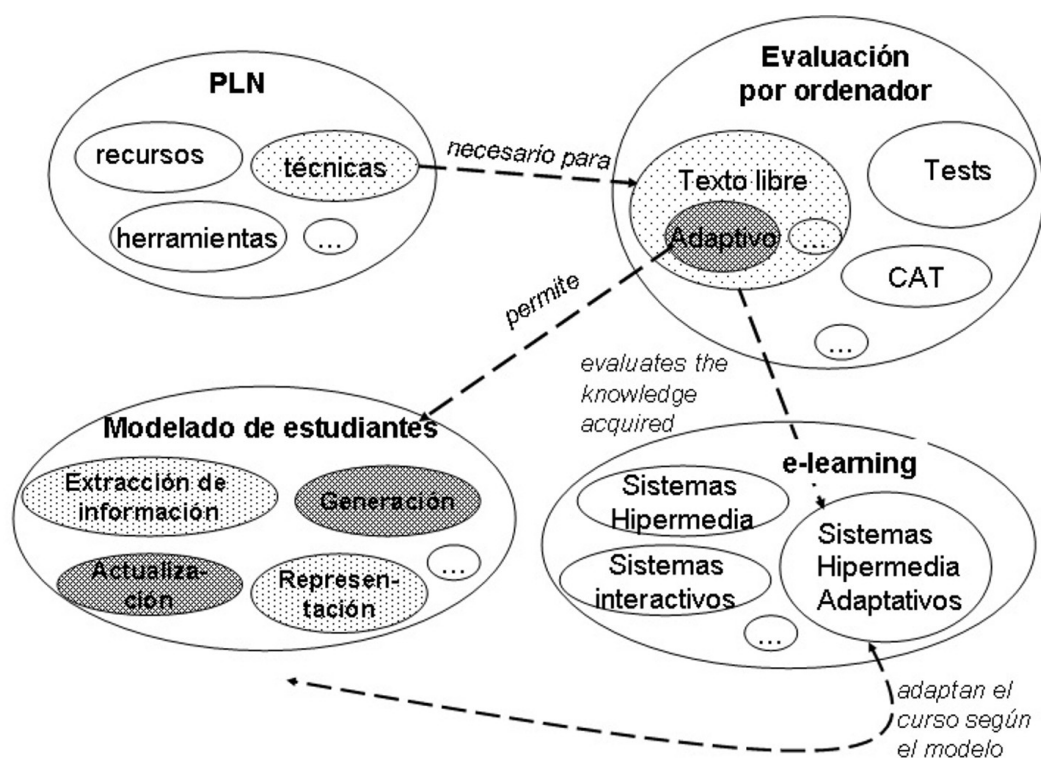 PLN
recursos
técnicas
herramientas
...
necesario para
Evaluación
por ordenador
Texto libre
Adaptivo
...
Tests
CAT
...
permite
evaluates the
knowledge
acquired
Modelado de estudiantes
Extracción de
información
Generación
Actualiza-
ción
Represen-
tación
...
e-learning
Sistemas
Hipermedia
Sistemas
interactivos
...
Sistemas
Hipermedia
Adaptativos
adaptan el
curso según
el modelo